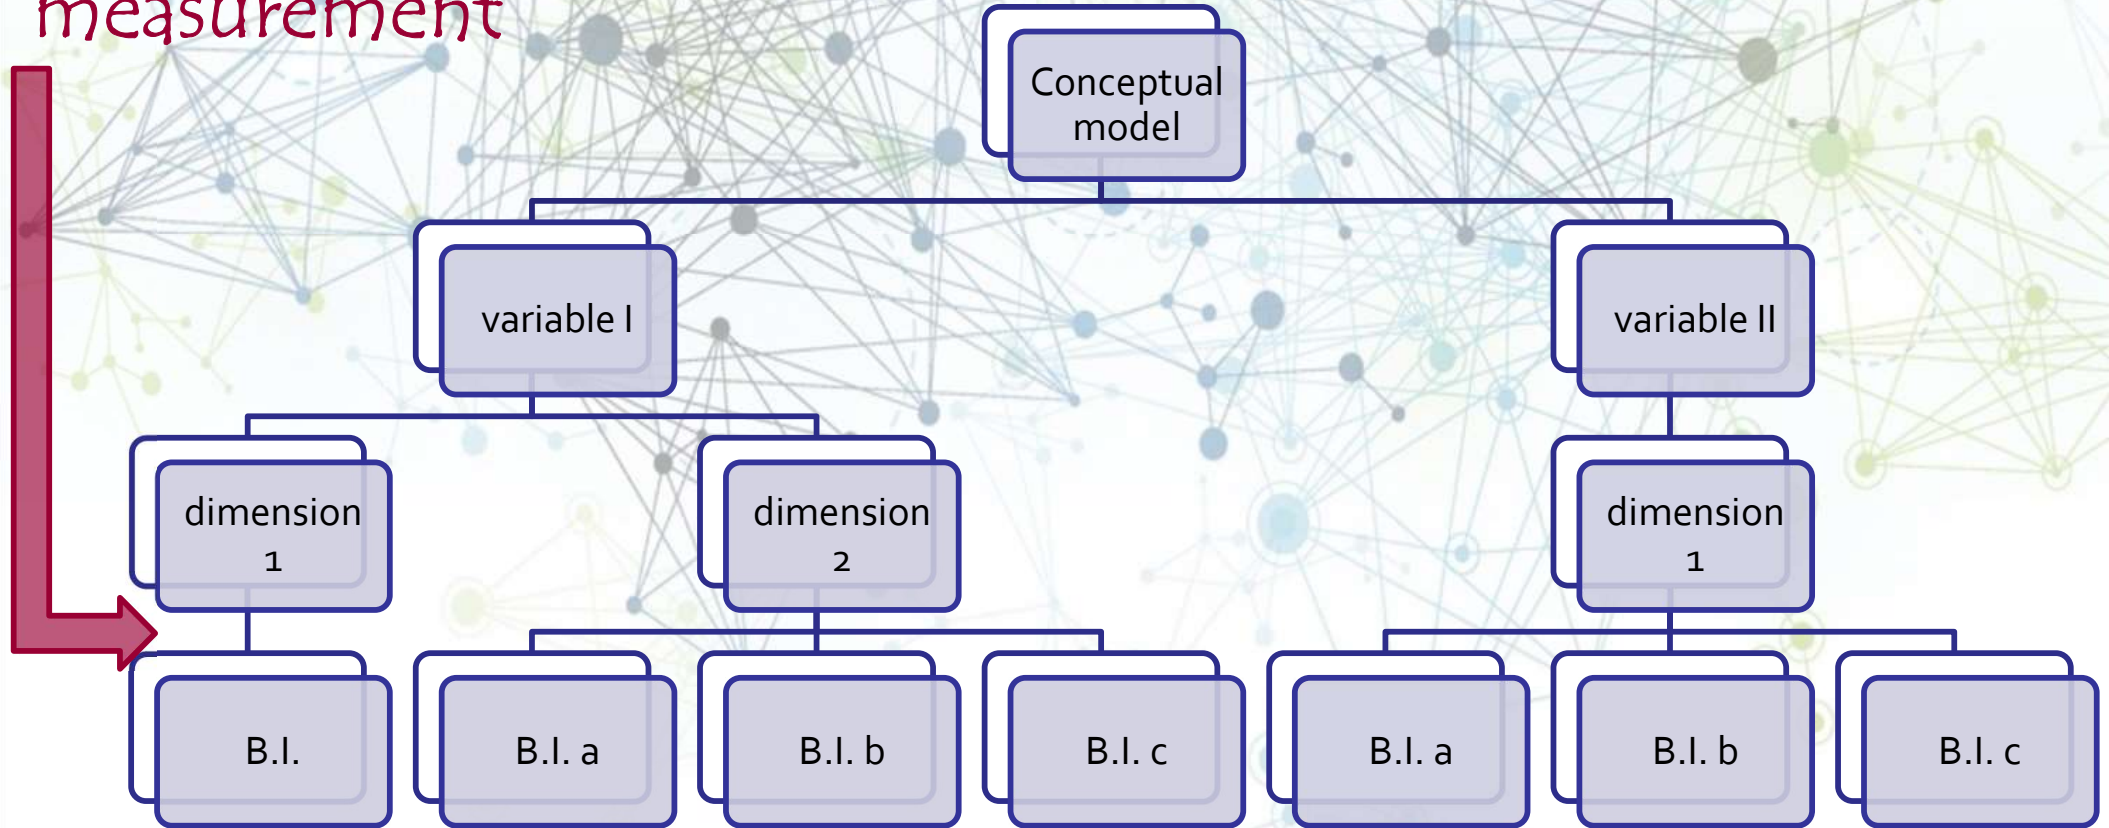 measurement
Conceptual
model
variable I
variable II
dimension
1
dimension
2
dimension
1
B.I.
B.I. a
B.I. b
B.I. c
B.I. a
B.I. b
B.I. c